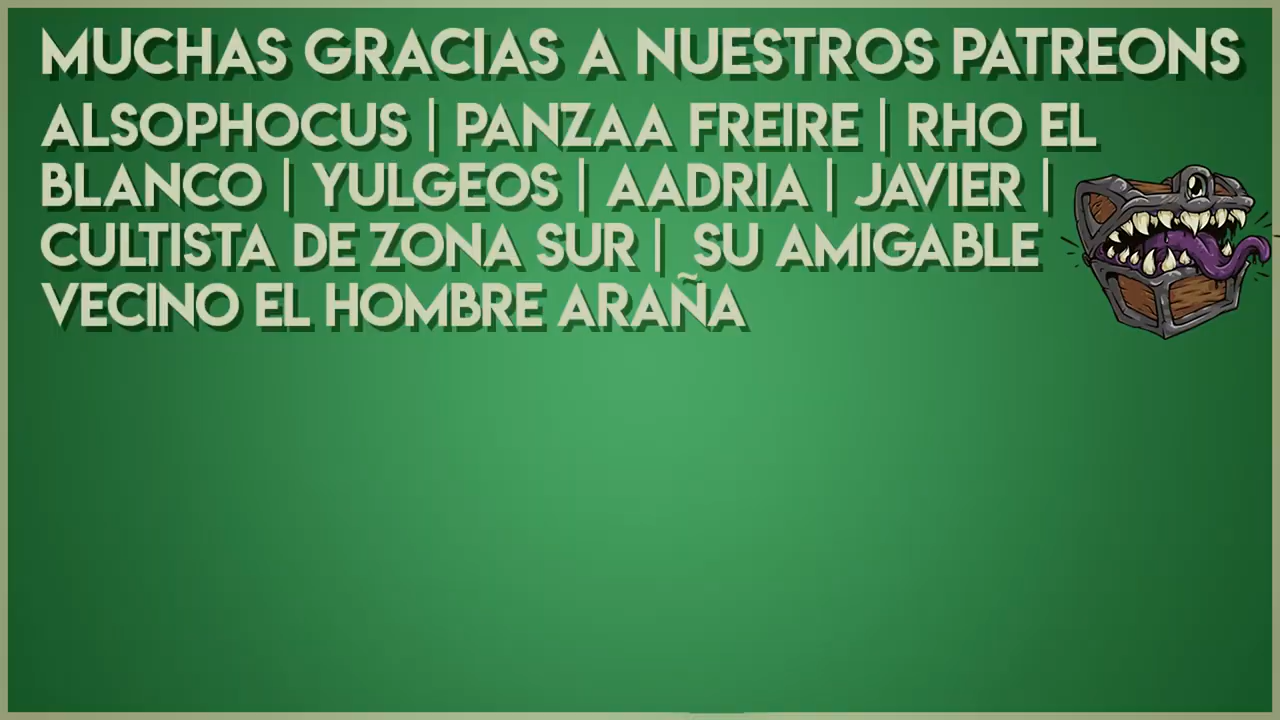 MUCHAS GRACIAS A NUESTROS PATREONS
ALSOPHOCUS | PANZAA FREIRE | RHO EL
BLANCO | YULGEOS | AADRIA | JAVIER |
CULTISTA DE ZONA SUR | SU AMIGABLE
VECINO EL HOMBRE ARAÑA